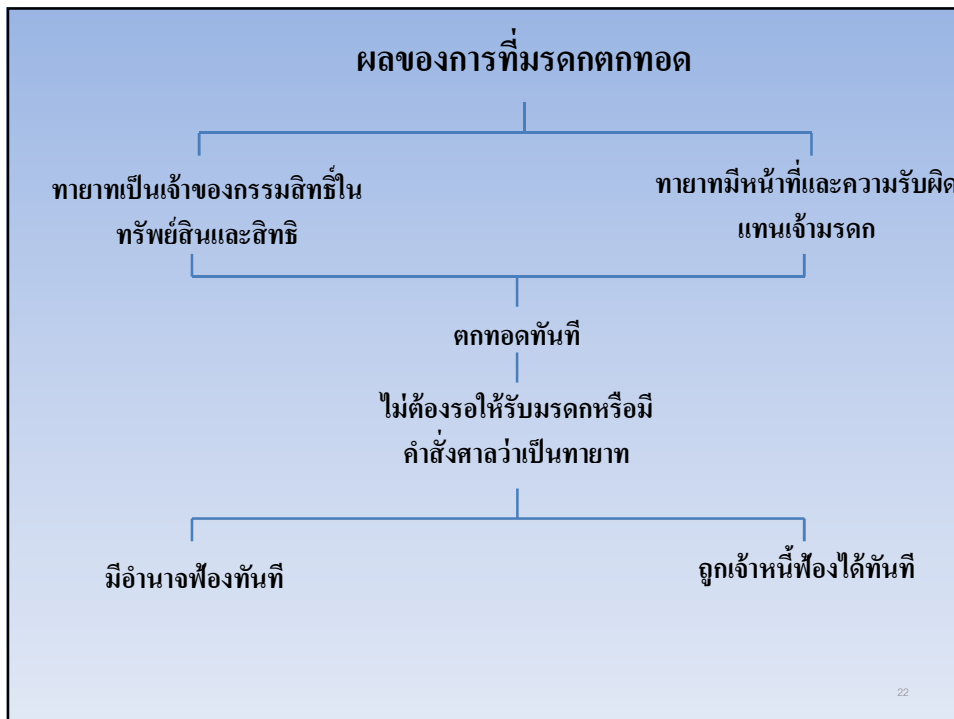 ผลของการที่มรดกตกทอด
ทายาทเป็นเจ้าของกรรมสิทธิ์ใน
ทรัพย์สินและสิทธิ
ทายาทมีหน้าที่และความรับผิด
แทนเจ้ามรดก
ตกทอดทันที
ไม่ต้องรอให้รับมรดกหรือมี
คำสั่งศาลว่าเป็นทายาท
มีอำนาจฟ้องทันที
ถูกเจ้าหนี้ฟ้องได้ทันที
22